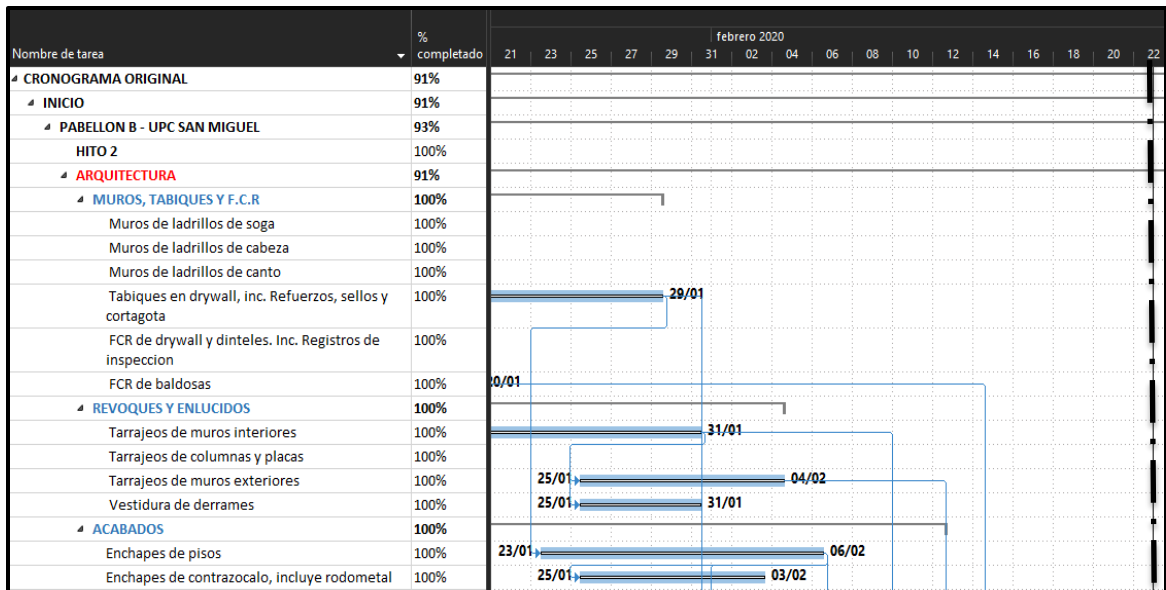 febrero 2020
%
Nombre de tarea completado 21 23 25 27 29 31 02 04 06 08 10 12 14 16 18 20 22
CRONOGRAMA ORIGINAL 91%
INICIO 91%
PABELLON B - UPC SAN MIGUEL 93%
HITO 2 100%
ARQUITECTURA 91%
MUROS, TABIQUES Y F.C.R 100%
Muros de ladrillos de soga 100%
Muros de ladrillos de cabeza 100%
Muros de ladrillos de canto 100%
Tabiques en drywall, inc. Refuerzos, sellos y 100% 29/01
cortagota
FCR de drywall y dinteles. Inc. Registros de 100%
inspeccion
FCR de baldosas 100% 20/01
REVOQUES Y ENLUCIDOS 100%
Tarrajeos de muros interiores 100% 31/01
Tarrajeos de columnas y placas 100%
Tarrajeos de muros exteriores 100% 25/01 04/02
Vestidura de derrames 100% 25/01 31/01
ACABADOS 100%
Enchapes de pisos 100% 23/01 06/02
Enchapes de contrazocalo, incluye rodometal 100% 25/01 03/02